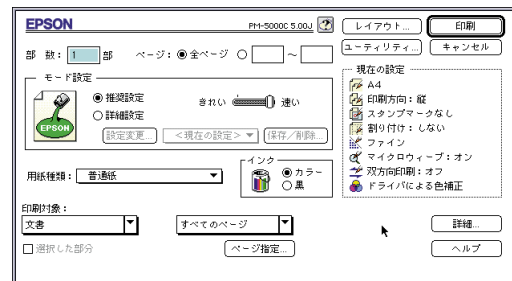 EPSON
PM-5000C 5.00J
レイアウト...
印刷
部 数: 1 部
ページ: 全ページ ~
ユーティリティ...
キャンセル
モード設定
推奨設定
詳細設定
きれい 速い
設定変更...
<現在の設定>
保存/削除...
EPSON
用紙種類: 普通紙
インク
カラー
黒
現在の設定
A4
印刷方向:縦
スタンプマークなし
割り付け:しない
ファイン
マイクロウィーブ:オン
双方向印刷:オフ
ドライバによる色補正
印刷対象:
文書
すべてのページ
選択した部分
ページ指定...
詳細...
ヘルプ